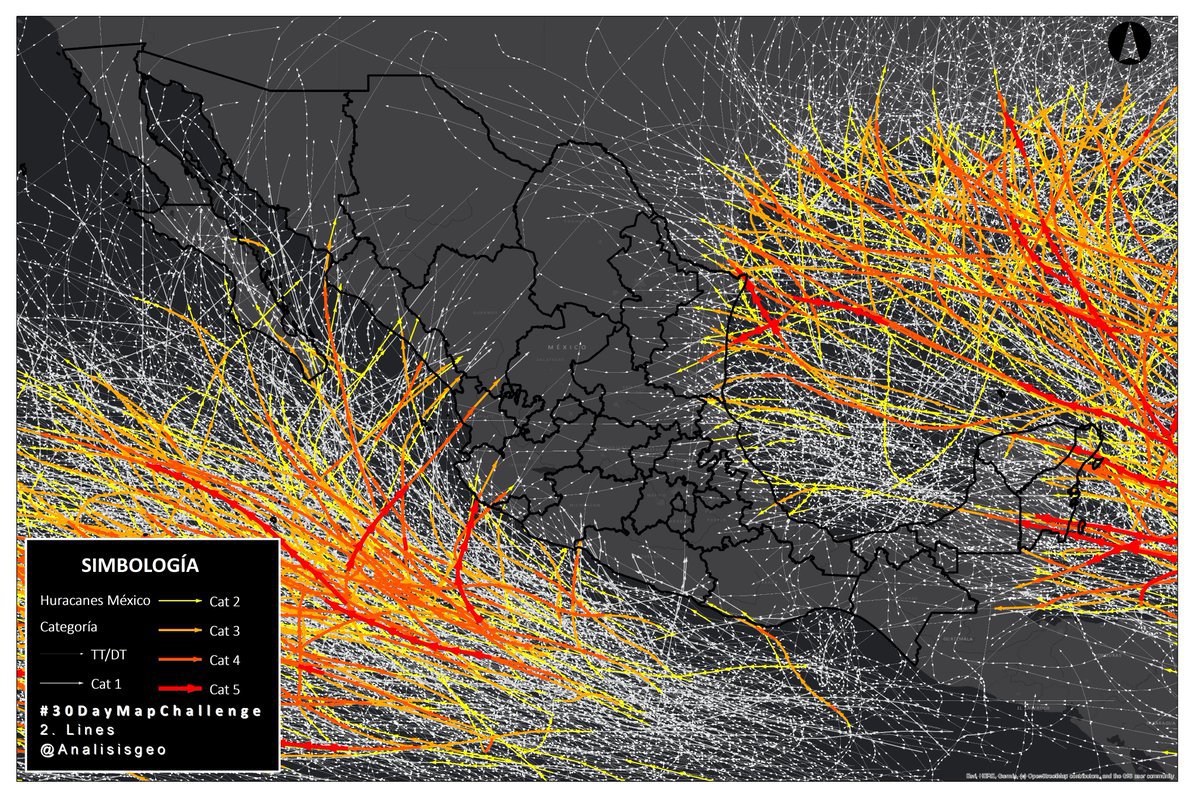 MÉXICO
GUATEMALA
SIMBOLOGÍA
Huracanes México
Categoría
TT/DT
Cat 1
Cat 2
Cat 3
Cat 4
Cat 5
#30DayMapChallenge
2. Lines
@Analisisgeo
Esri, HERE, Garmin, (c) OpenStreetMap contributors, and the GIS user community